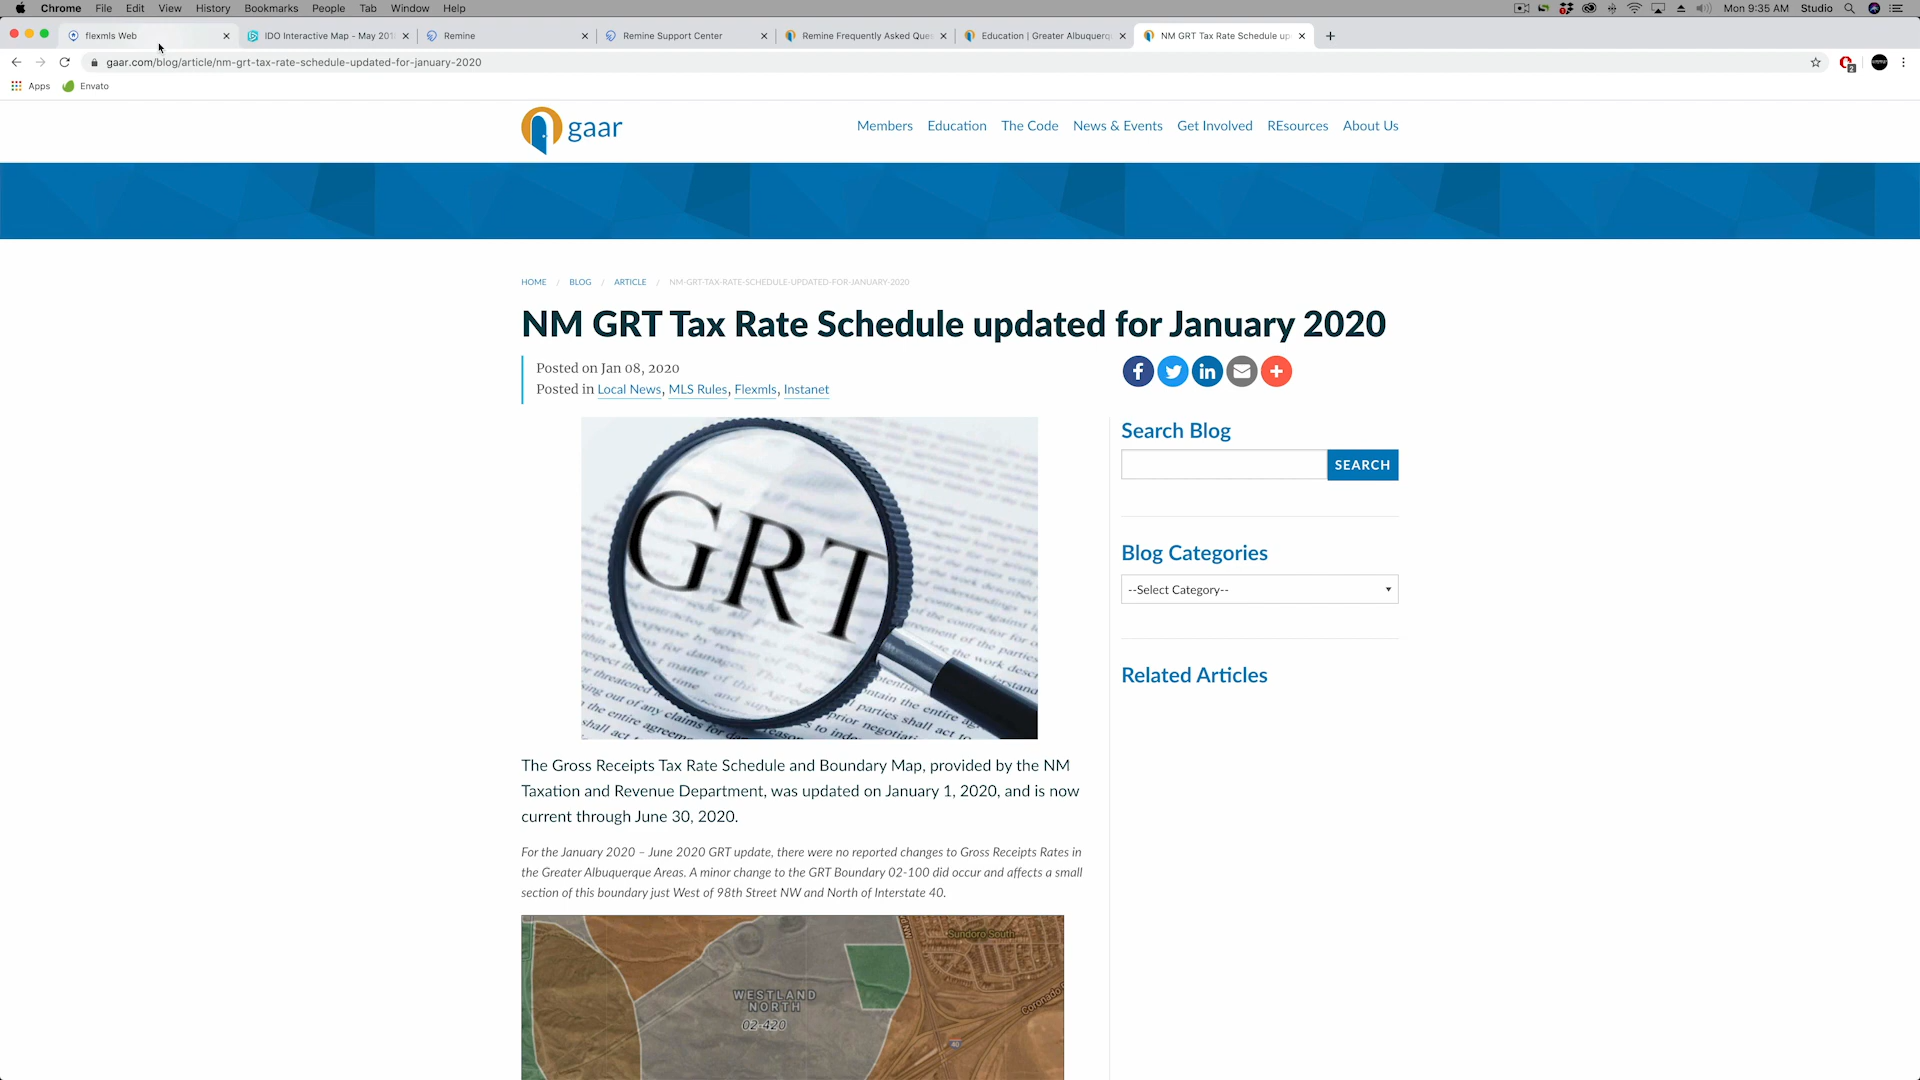 Chrome File Edit View History Bookmarks People Tab Window Help Mon 9:35 AM Studio
flexmls Web IDO Interactive Map - May 201 Remine Remine Support Center Remine Frequently Asked Ques Education | Greater Albuquerq NM GRT Tax Rate Schedule up
gaar.com/blog/article/nm-grt-tax-rate-schedule-updated-for-january-2020
Apps Envato
gaar
Members Education The Code News & Events Get Involved REsources About Us
HOME / BLOG / ARTICLE / NM-GRT-TAX-RATE-SCHEDULE-UPDATED-FOR-JANUARY-2020
NM GRT Tax Rate Schedule updated for January 2020
Posted on Jan 08, 2020
Posted in Local News, MLS Rules, Flexmls, Instanet
GRT
The Gross Receipts Tax Rate Schedule and Boundary Map, provided by the NM
Taxation and Revenue Department, was updated on January 1, 2020, and is now
current through June 30, 2020.
For the January 2020 – June 2020 GRT update, there were no reported changes to Gross Receipts Rates in
the Greater Albuquerque Areas. A minor change to the GRT Boundary 02-100 did occur and affects a small
section of this boundary just West of 98th Street NW and North of Interstate 40.
Sundoro South
WESTLAND
NORTH
02-420
40
Search Blog
SEARCH
Blog Categories
--Select Category--
Related Articles